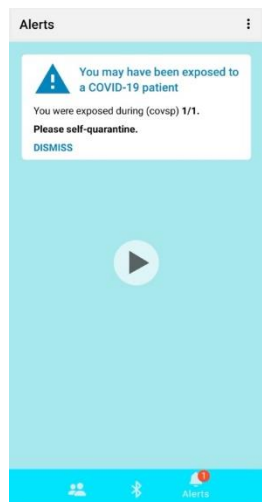 Alerts
You may have been exposed to
a COVID-19 patient
You were exposed during (covsp) 1/1.
Please self-quarantine.
DISMISS
1
Alerts